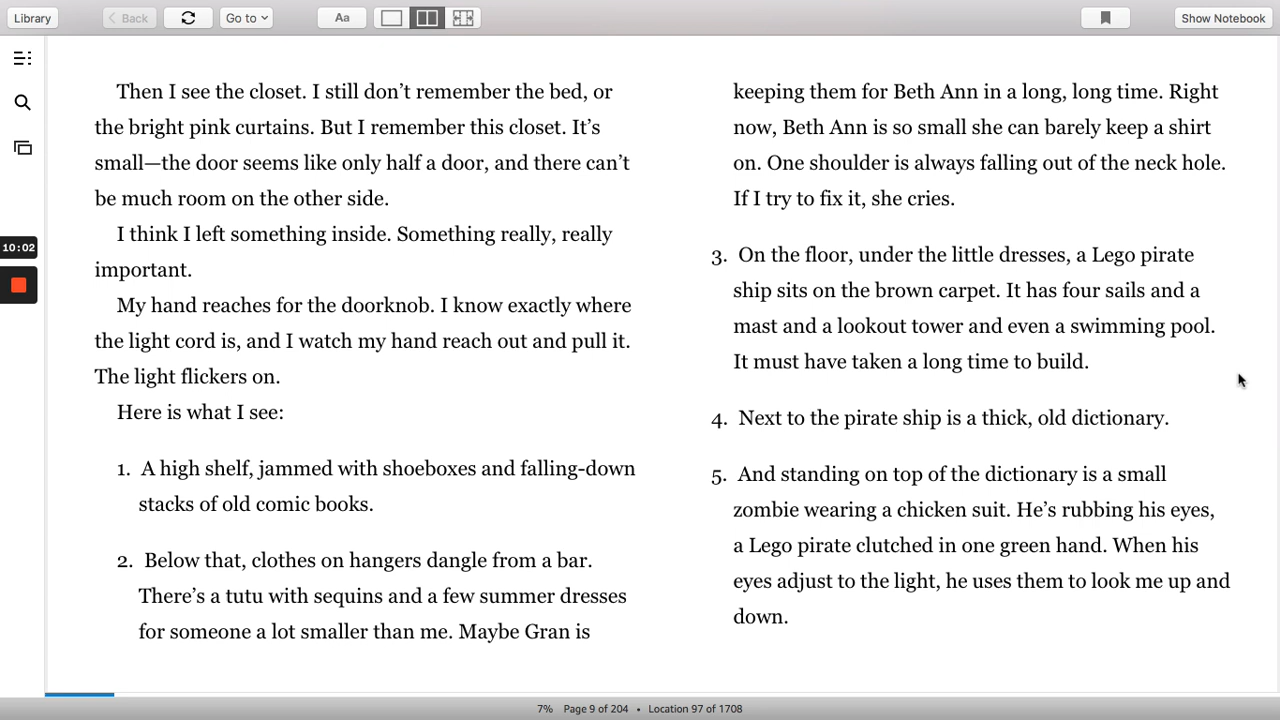 Library
Back
Go to
Aa
Show Notebook
Then I see the closet. I still don’t remember the bed, or
the bright pink curtains. But I remember this closet. It’s
small—the door seems like only half a door, and there can’t
be much room on the other side.
I think I left something inside. Something really, really
important.
My hand reaches for the doorknob. I know exactly where
the light cord is, and I watch my hand reach out and pull it.
The light flickers on.
Here is what I see:
1. A high shelf, jammed with shoeboxes and falling-down
stacks of old comic books.
2. Below that, clothes on hangers dangle from a bar.
There’s a tutu with sequins and a few summer dresses
for someone a lot smaller than me. Maybe Gran is
keeping them for Beth Ann in a long, long time. Right
now, Beth Ann is so small she can barely keep a shirt
on. One shoulder is always falling out of the neck hole.
If I try to fix it, she cries.
3. On the floor, under the little dresses, a Lego pirate
ship sits on the brown carpet. It has four sails and a
mast and a lookout tower and even a swimming pool.
It must have taken a long time to build.
4. Next to the pirate ship is a thick, old dictionary.
5. And standing on top of the dictionary is a small
zombie wearing a chicken suit. He’s rubbing his eyes,
a Lego pirate clutched in one green hand. When his
eyes adjust to the light, he uses them to look me up and
down.
10:02
7% Page 9 of 204 • Location 97 of 1708